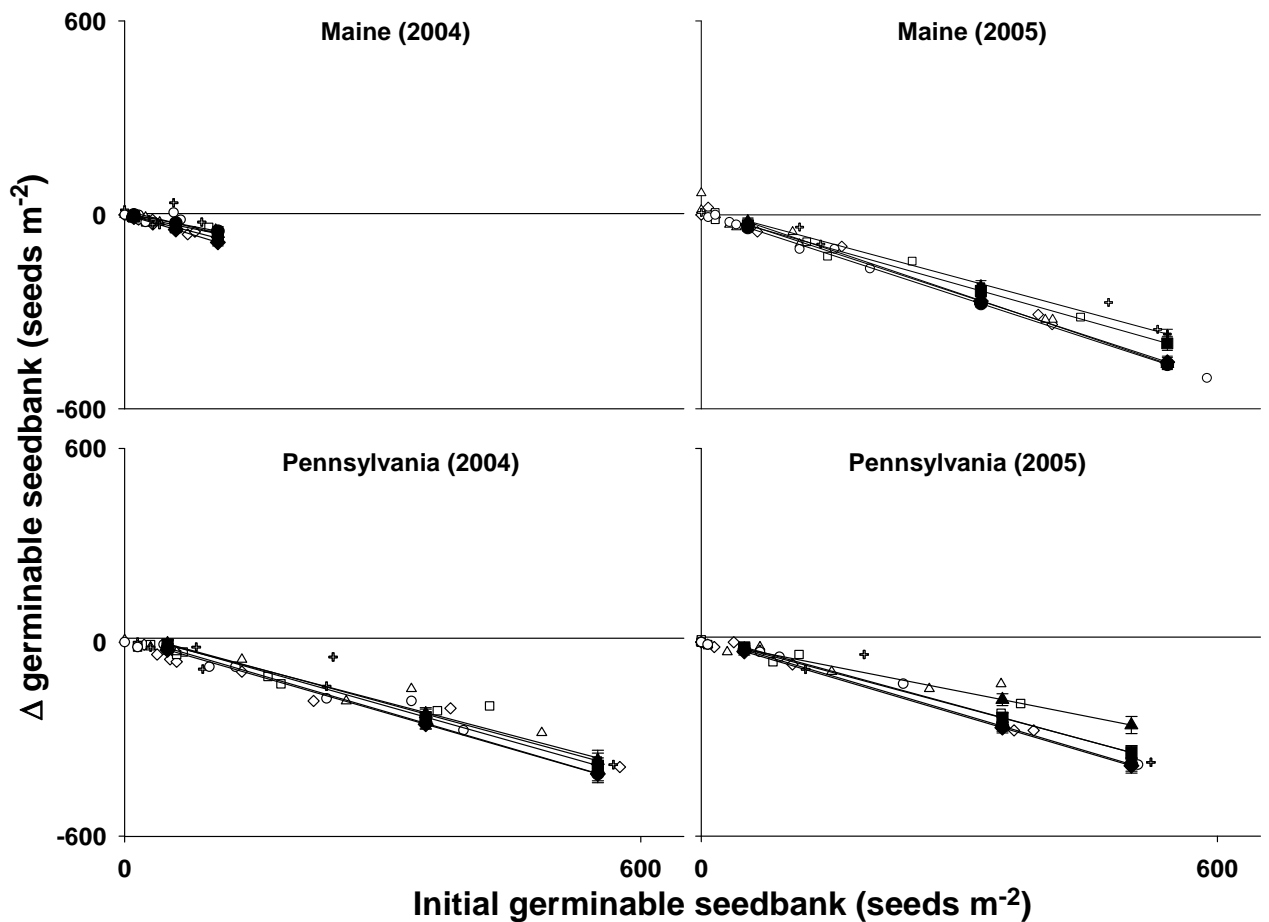 600
Maine (2004)
Maine (2005)
0
-600
600
Pennsylvania (2004)
Pennsylvania (2005)
0
-600
0
600
0
600
Δ germinable seedbank (seeds m-2)
Initial germinable seedbank (seeds m-2)